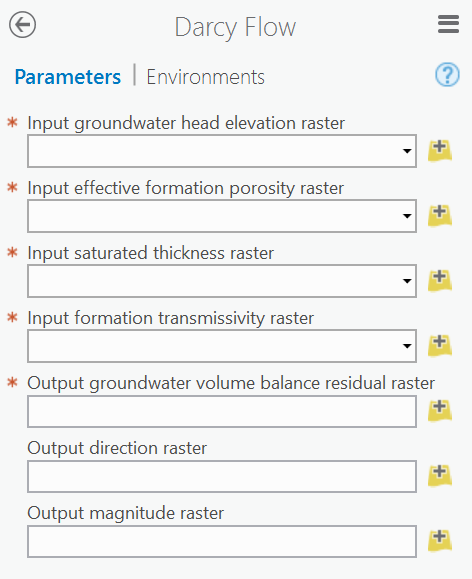 Darcy Flow
Parameters | Environments
* Input groundwater head elevation raster
* Input effective formation porosity raster
* Input saturated thickness raster
* Input formation transmissivity raster
* Output groundwater volume balance residual raster
Output direction raster
Output magnitude raster